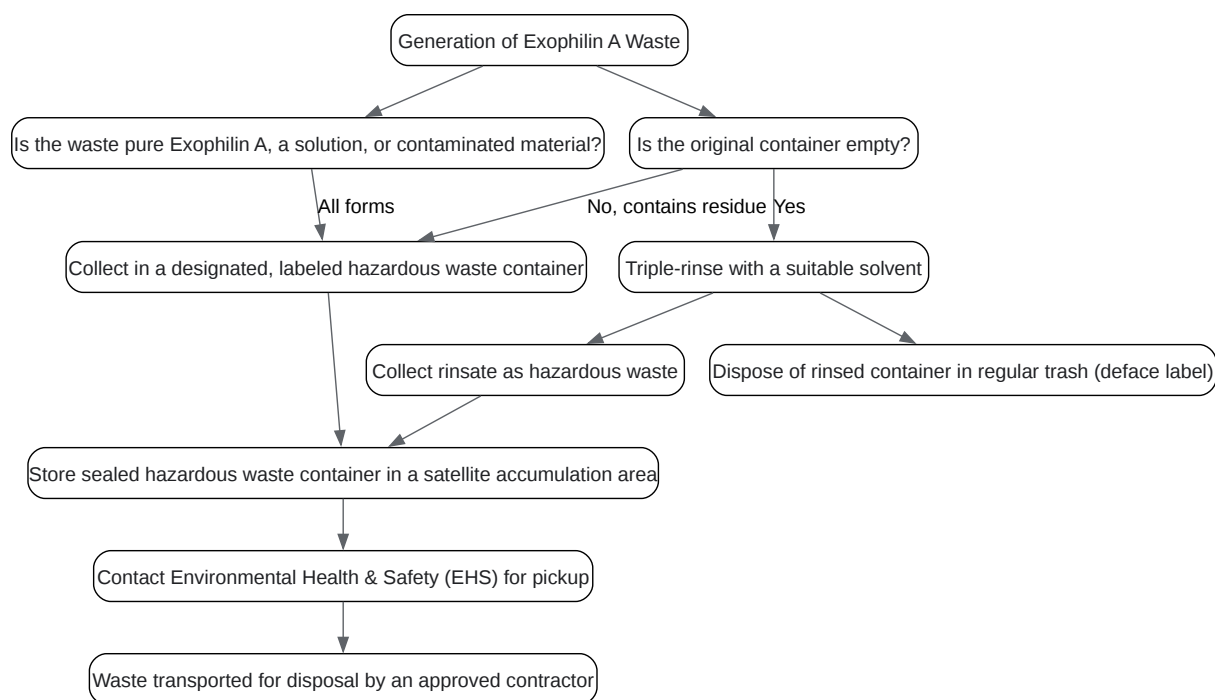 Generation of Exophilin A Waste
Is the waste pure Exophilin A, a solution, or contaminated material?
Is the original container empty?
All forms
No, contains residue
Yes
Collect in a designated, labeled hazardous waste container
Triple-rinse with a suitable solvent
Collect rinsate as hazardous waste
Dispose of rinsed container in regular trash (deface label)
Store sealed hazardous waste container in a satellite accumulation area
Contact Environmental Health & Safety (EHS) for pickup
Waste transported for disposal by an approved contractor